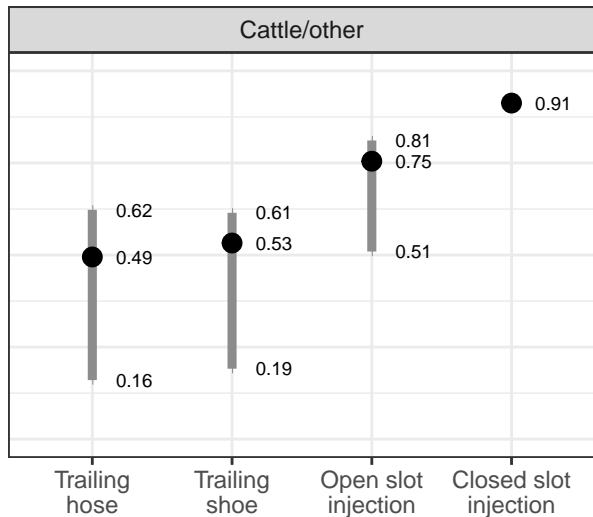 Cattle/other
0.91
0.81
0.75
0.62
0.61
0.53
0.49
0.51
0.19
0.16
Trailing hose
Trailing shoe
Open slot injection
Closed slot injection